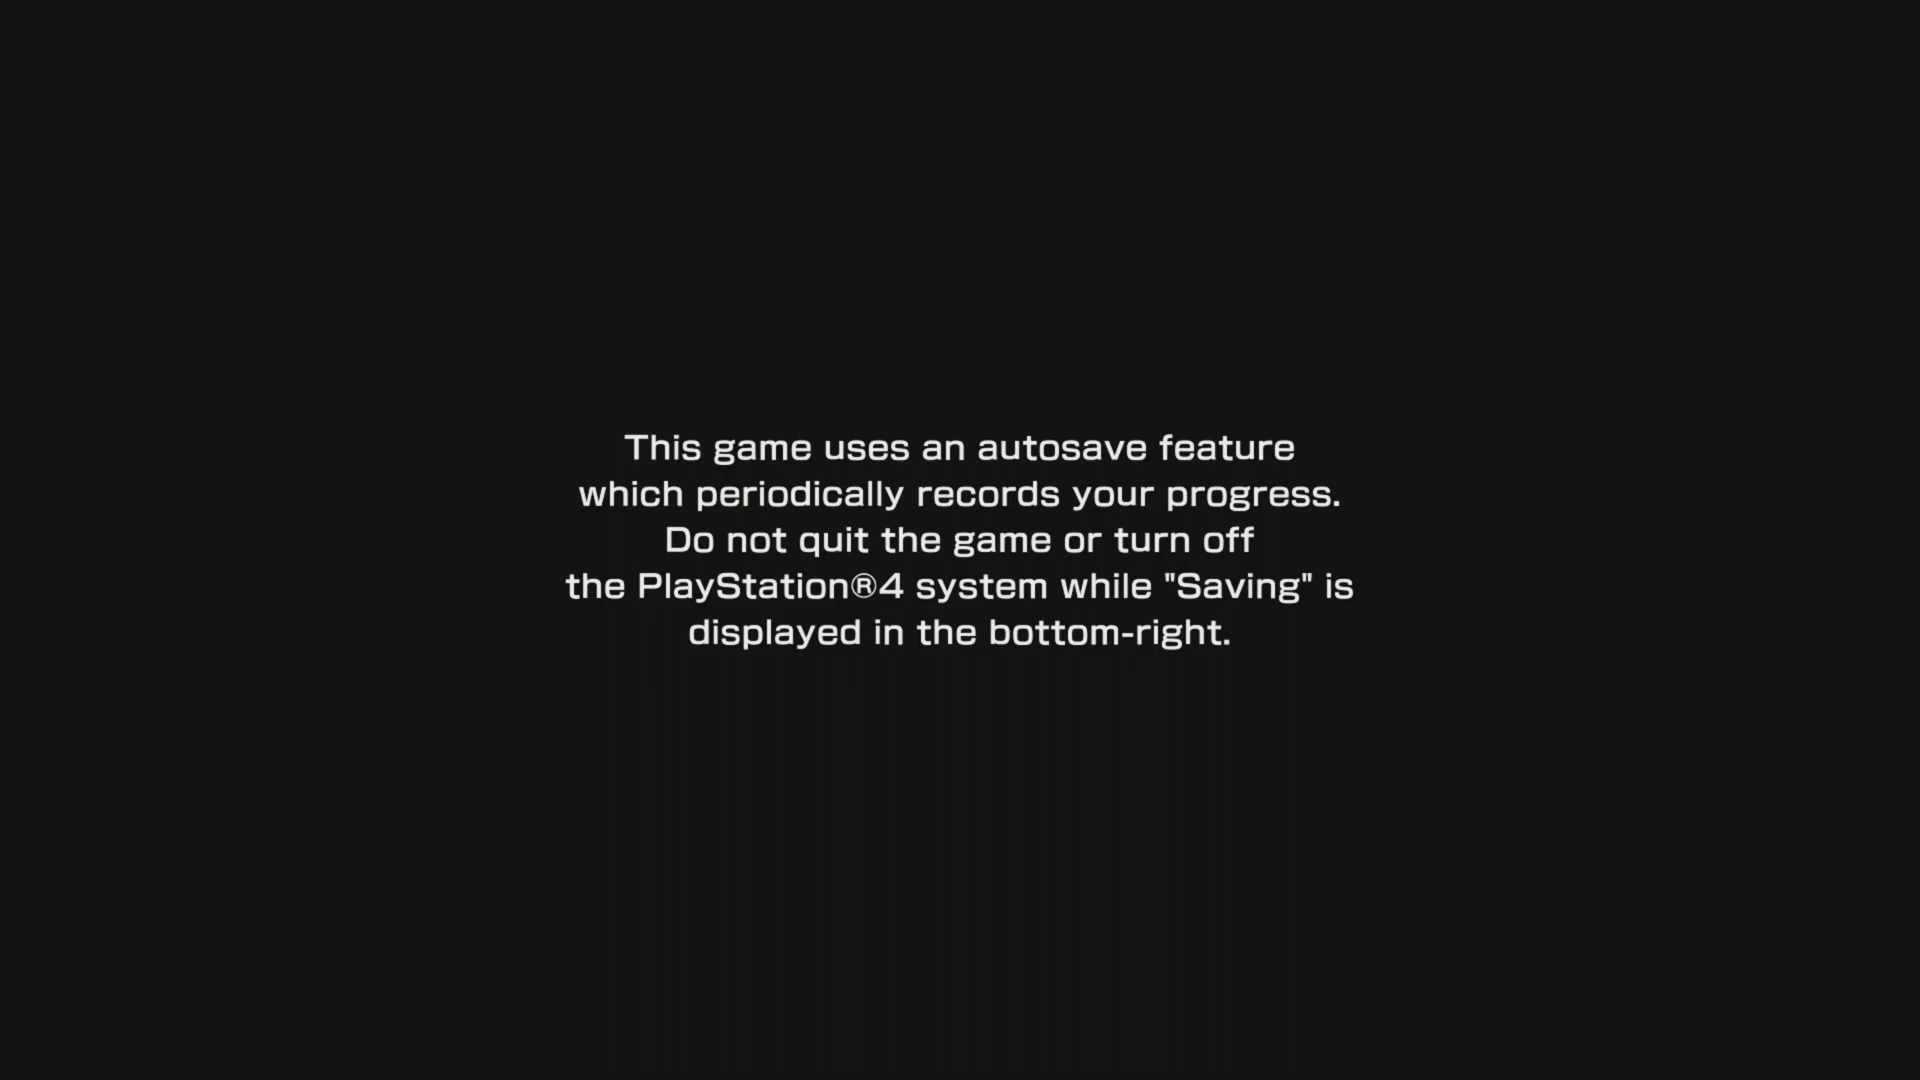 This game uses an autosave feature
which periodically records your progress.
Do not quit the game or turn off
the PlayStation®4 system while "Saving" is
displayed in the bottom-right.